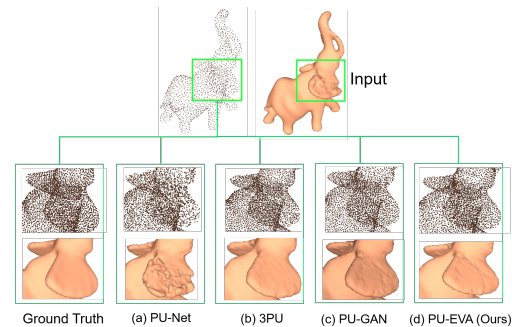 Input
Ground Truth
(a) PU-Net
(b) 3PU
(c) PU-GAN
(d) PU-EVA (Ours)